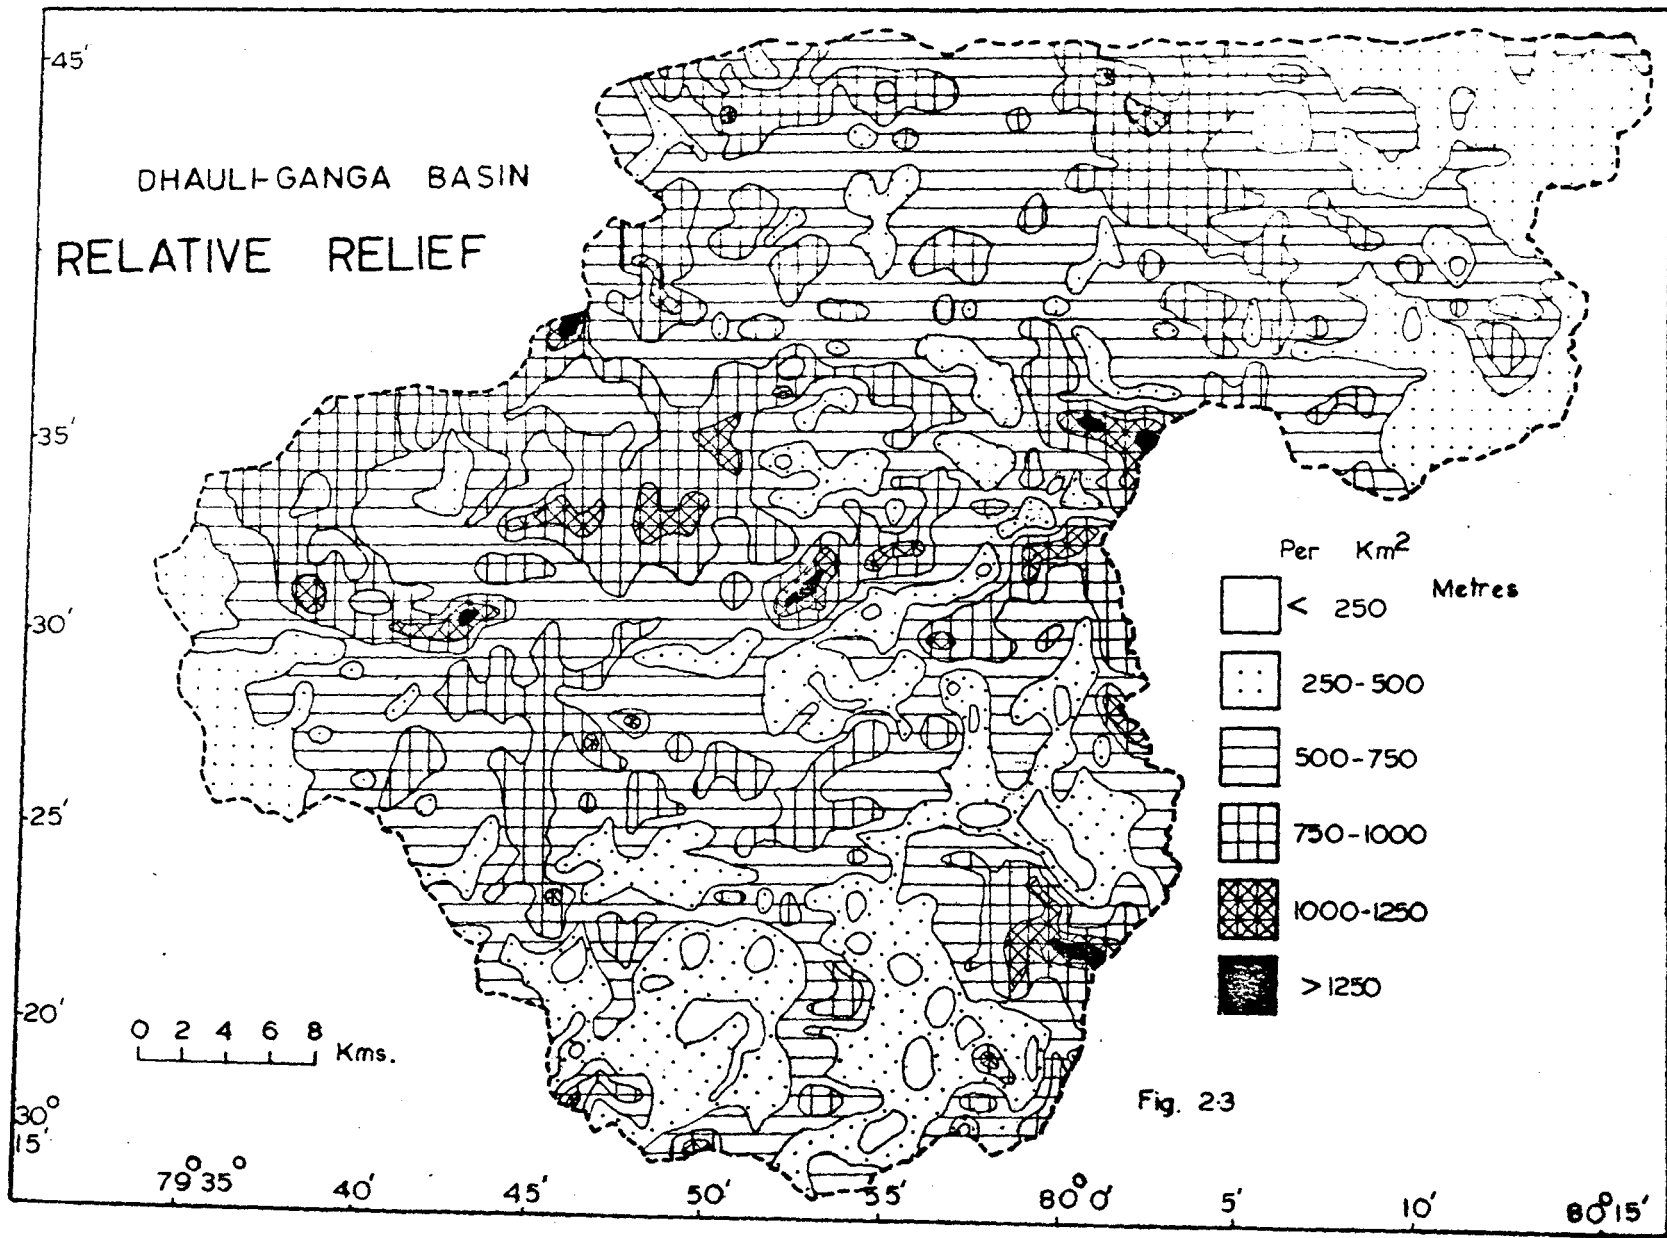 45′
DHAULI-GANGA BASIN
RELATIVE RELIEF
35′
30′
25′
20′
30° 15′
0 2 4 6 8 Kms.
Per Km²
Metres
< 250
250-500
500-750
750-1000
1000-1250
>1250
Fig. 2·3
79°35° 40′ 45′ 50′ 55′ 80°0′ 5′ 10′ 80°15′